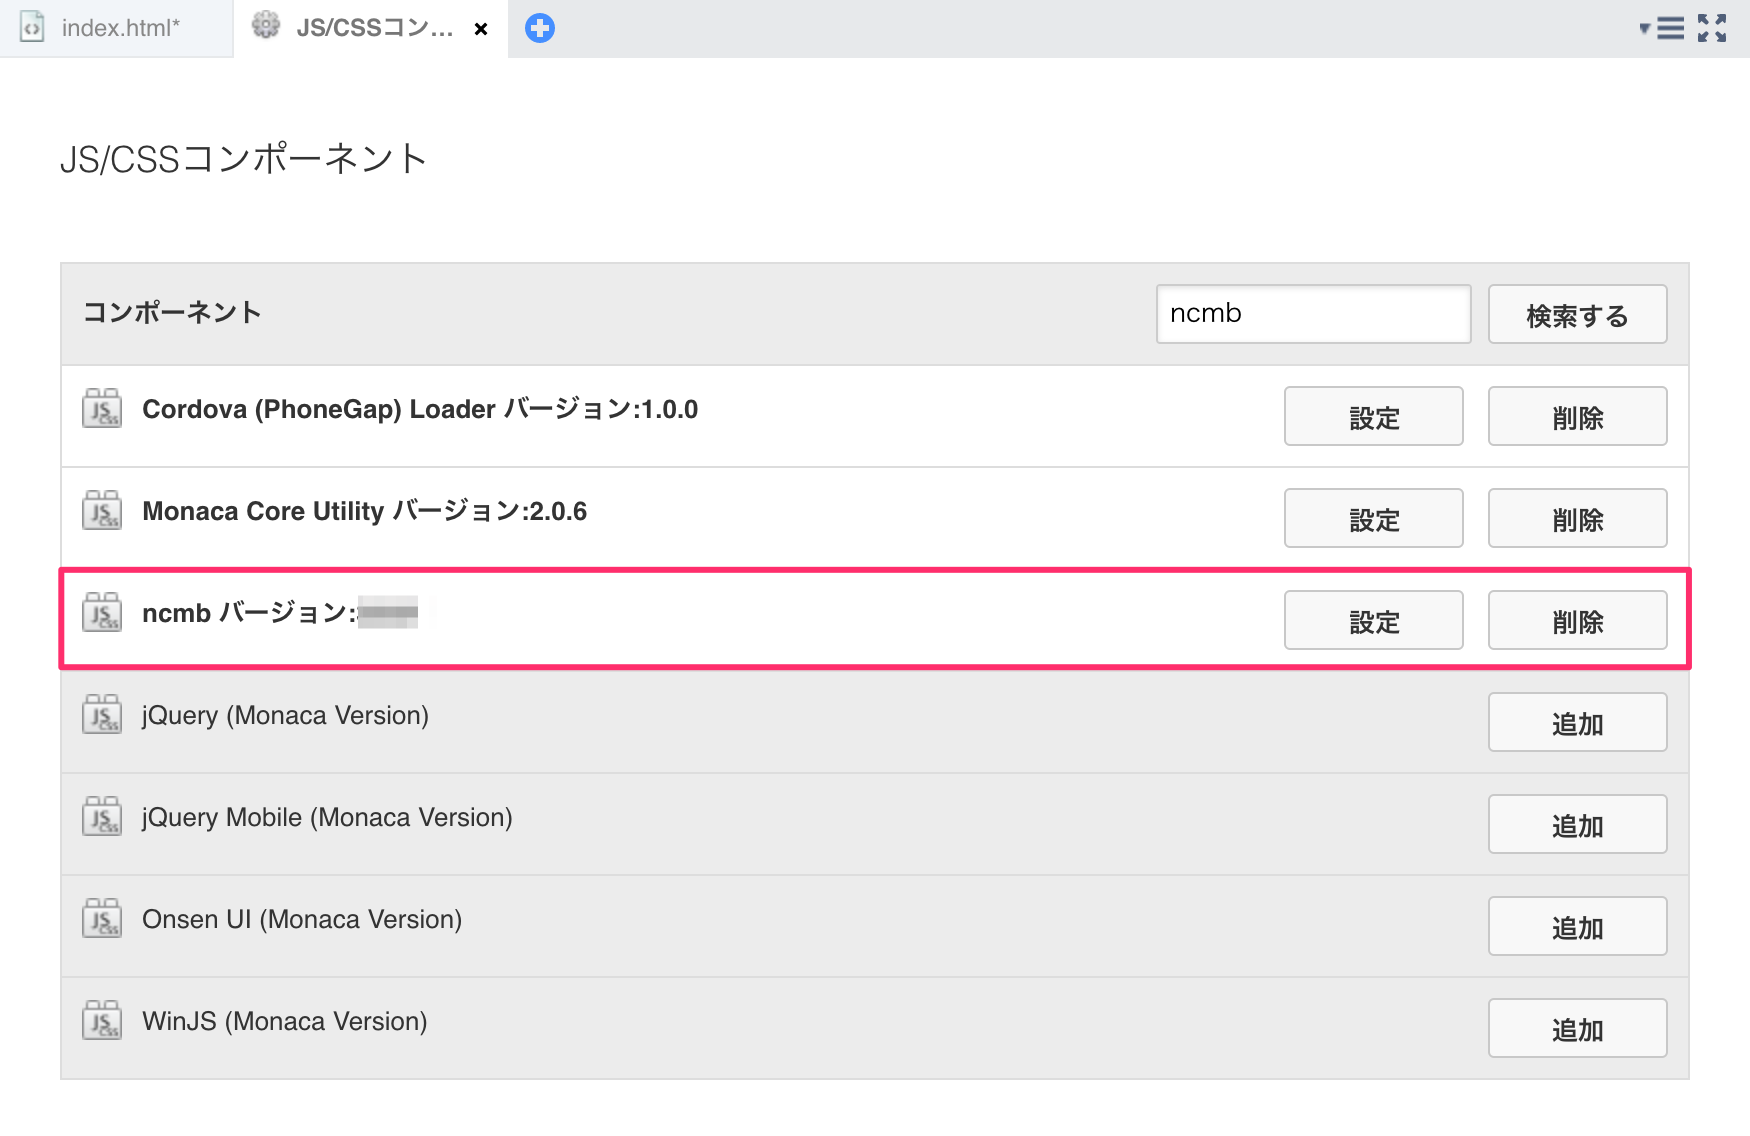 index.html*
JS/CSSコン...
JS/CSSコンポーネント
コンポーネント
ncmb
検索する
Cordova (PhoneGap) Loader バージョン:1.0.0
設定
削除
Monaca Core Utility バージョン:2.0.6
設定
削除
ncmb バージョン:
設定
削除
jQuery (Monaca Version)
追加
jQuery Mobile (Monaca Version)
追加
Onsen UI (Monaca Version)
追加
WinJS (Monaca Version)
追加